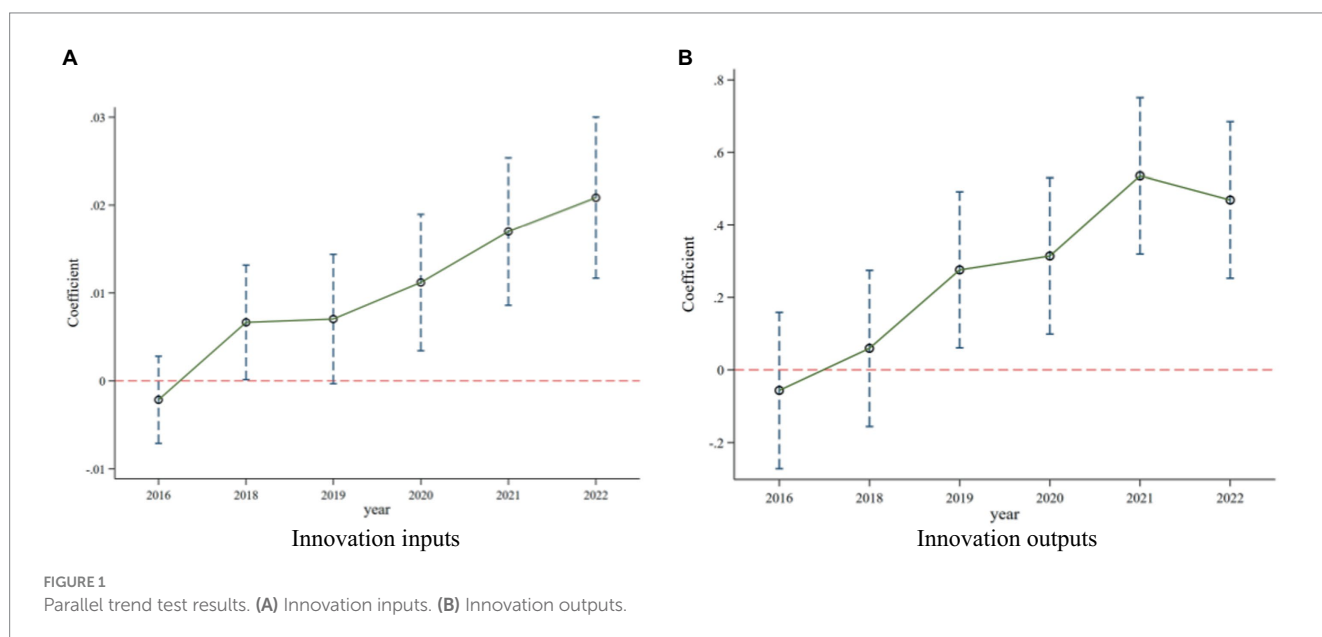 A
.03
.02
.01
0
-.01
Coefficient
2016 2018 2019 2020 2021 2022
year
Innovation inputs
B
.8
.6
.4
.2
0
-.2
Coefficient
2016 2018 2019 2020 2021 2022
year
Innovation outputs
FIGURE 1
Parallel trend test results. (A) Innovation inputs. (B) Innovation outputs.